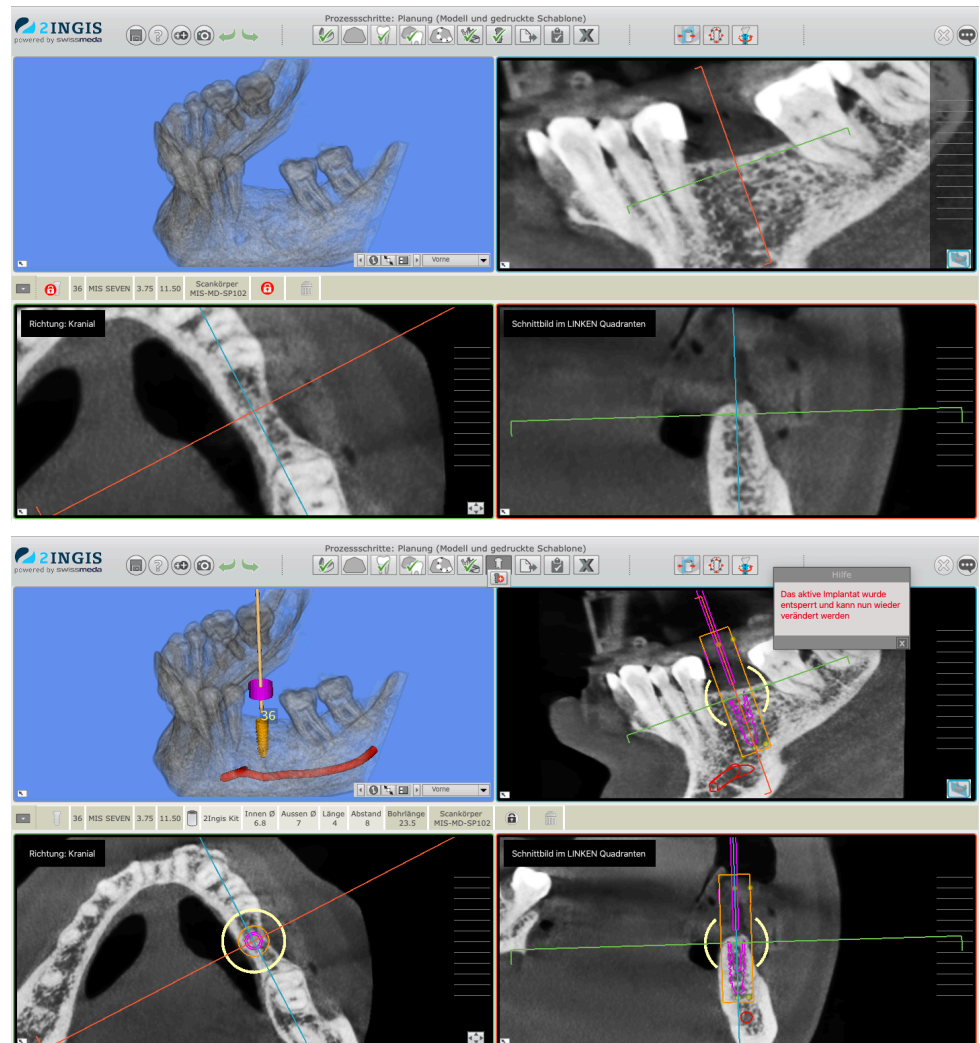 2INGIS
powered by swissmeda
Prozessschritte: Planung (Modell und gedruckte Schablone)
Vorne
36 MIS SEVEN 3.75 11.50 Scankörper
MIS-MD-SP102
Richtung: Kranial
Schnittbild im LINKEN Quadranten
2INGIS
powered by swissmeda
Prozessschritte: Planung (Modell und gedruckte Schablone)
Hilfe
Das aktive Implantat wurde
entsperrt und kann nun wieder
verändert werden
X
36
Vorne
36 MIS SEVEN 3.75 11.50 2Ingis Kit Innen Ø Aussen Ø Länge Abstand Bohrlänge Scankörper
6.8 7 4 8 23.5 MIS-MD-SP102
Richtung: Kranial
Schnittbild im LINKEN Quadranten